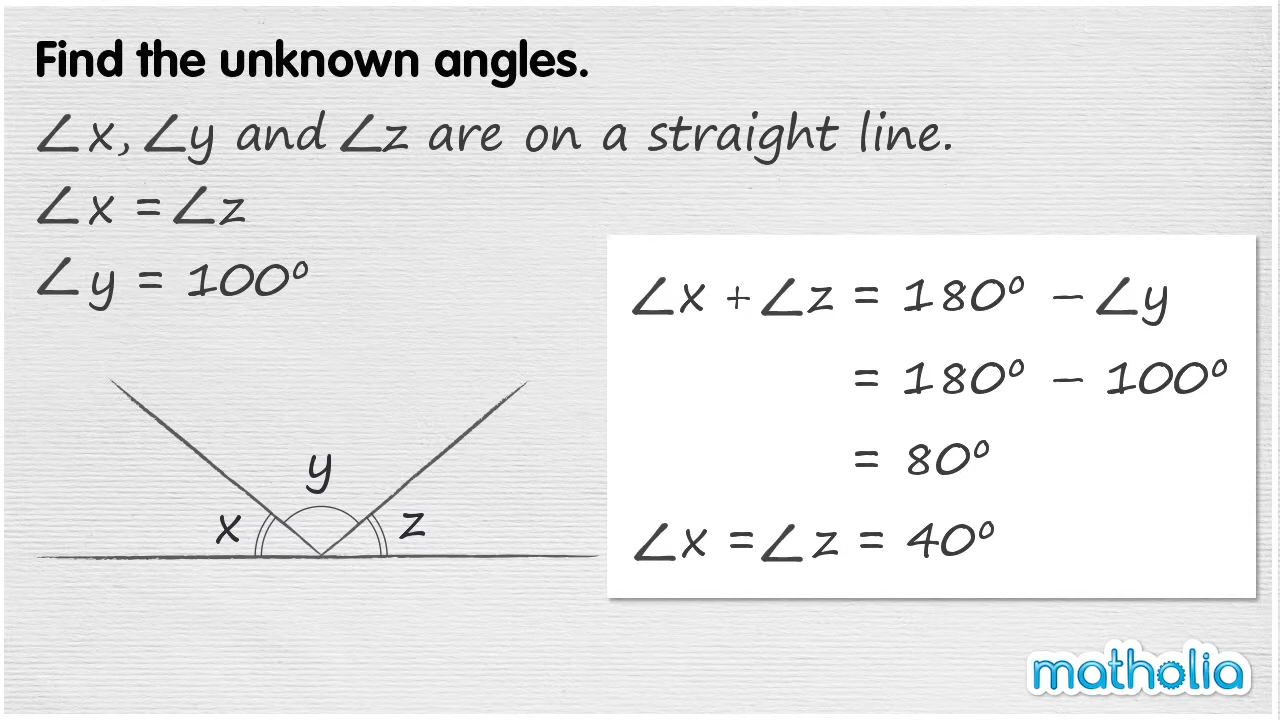 Find the unknown angles.
∠x, ∠y and ∠z are on a straight line.
∠x = ∠z
∠y = 100°
y
x
z
∠x + ∠z = 180° – ∠y
= 180° – 100°
= 80°
∠x = ∠z = 40°
matholia